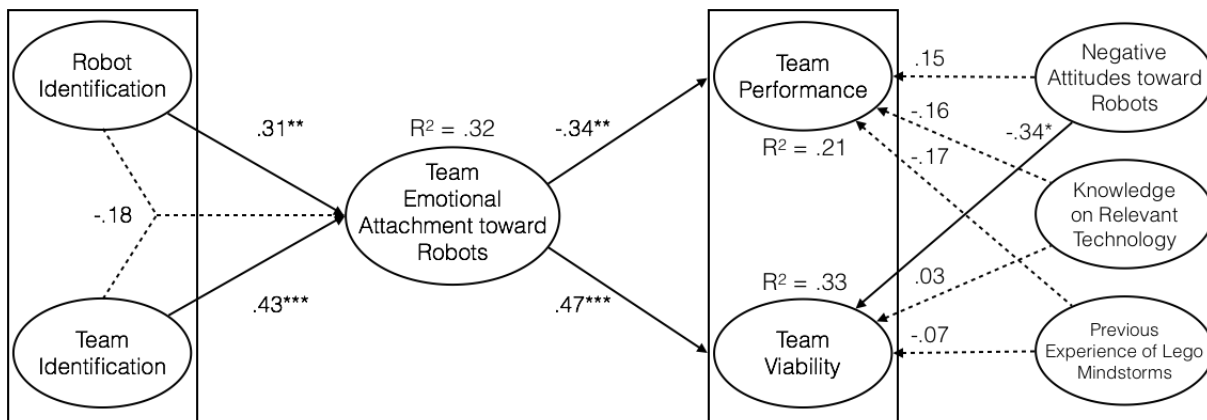 Robot
Identification
Team
Identification
-.18
.31**
.43***
R² = .32
Team
Emotional
Attachment toward
Robots
-.34**
.47***
Team
Performance
R² = .21
R² = .33
Team
Viability
.15
-.16
-.34*
-.17
.03
-.07
Negative
Attitudes toward
Robots
Knowledge
on Relevant
Technology
Previous
Experience of Lego
Mindstorms